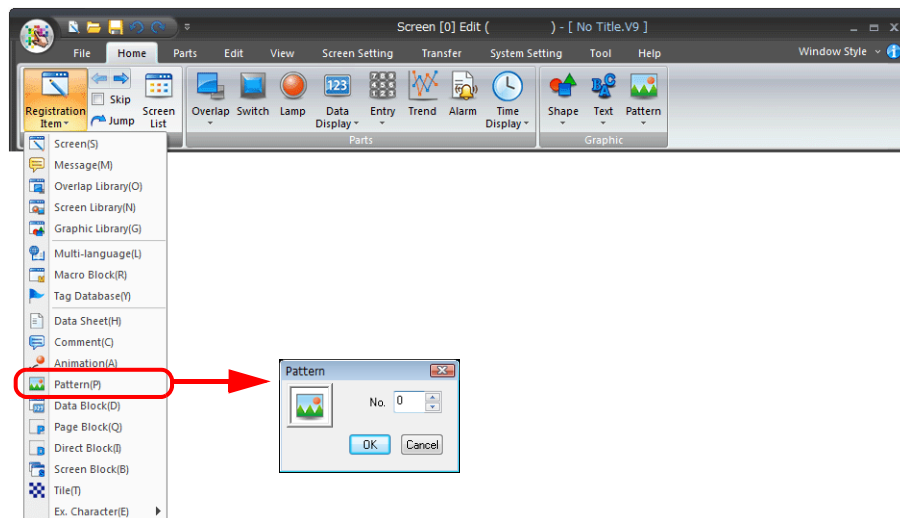 Screen [0] Edit ( ) - [ No Title.V9 ]
File Home Parts Edit View Screen Setting Transfer System Setting Tool Help Window Style
Registration Item
Skip
Jump
Screen List
Overlap
Switch
Lamp
123
Data Display
Entry
Trend
Alarm
Time Display
Parts
Shape
Text
Pattern
Graphic
Screen(S)
Message(M)
Overlap Library(O)
Screen Library(N)
Graphic Library(G)
Multi-language(L)
Macro Block(R)
Tag Database(Y)
Data Sheet(H)
Comment(C)
Animation(A)
Pattern(P)
Data Block(D)
Page Block(Q)
Direct Block(I)
Screen Block(B)
Tile(T)
Ex. Character(E)
Pattern
No. 0
OK Cancel